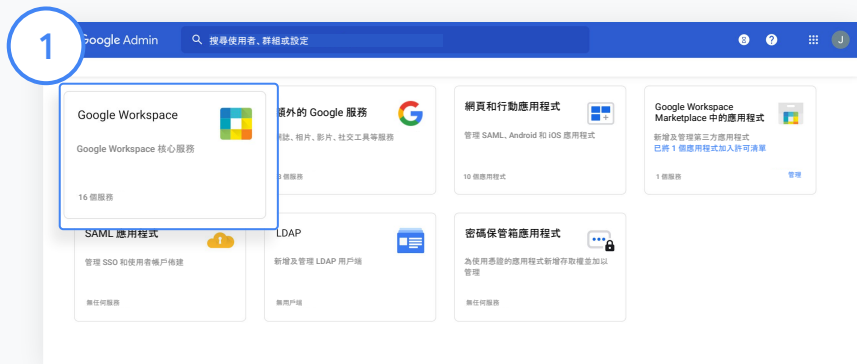 1
Google Admin
搜尋使用者、群組或設定
J
Google Workspace
Google Workspace 核心服務
16 個服務
額外的 Google 服務
相片、影片、社交工具等服務
個服務
網頁和行動應用程式
管理 SAML、Android 和 iOS 應用程式
10 個應用程式
Google Workspace
Marketplace 中的應用程式
新增及管理第三方應用程式
已將 1 個應用程式加入許可清單
1 個服務
管理
SAML 應用程式
管理 SSO 和使用者帳戶佈建
無任何服務
LDAP
新增及管理 LDAP 用戶端
無用戶端
密碼保管箱應用程式
為使用憑證的應用程式新增存取權並加以
管理
無任何服務